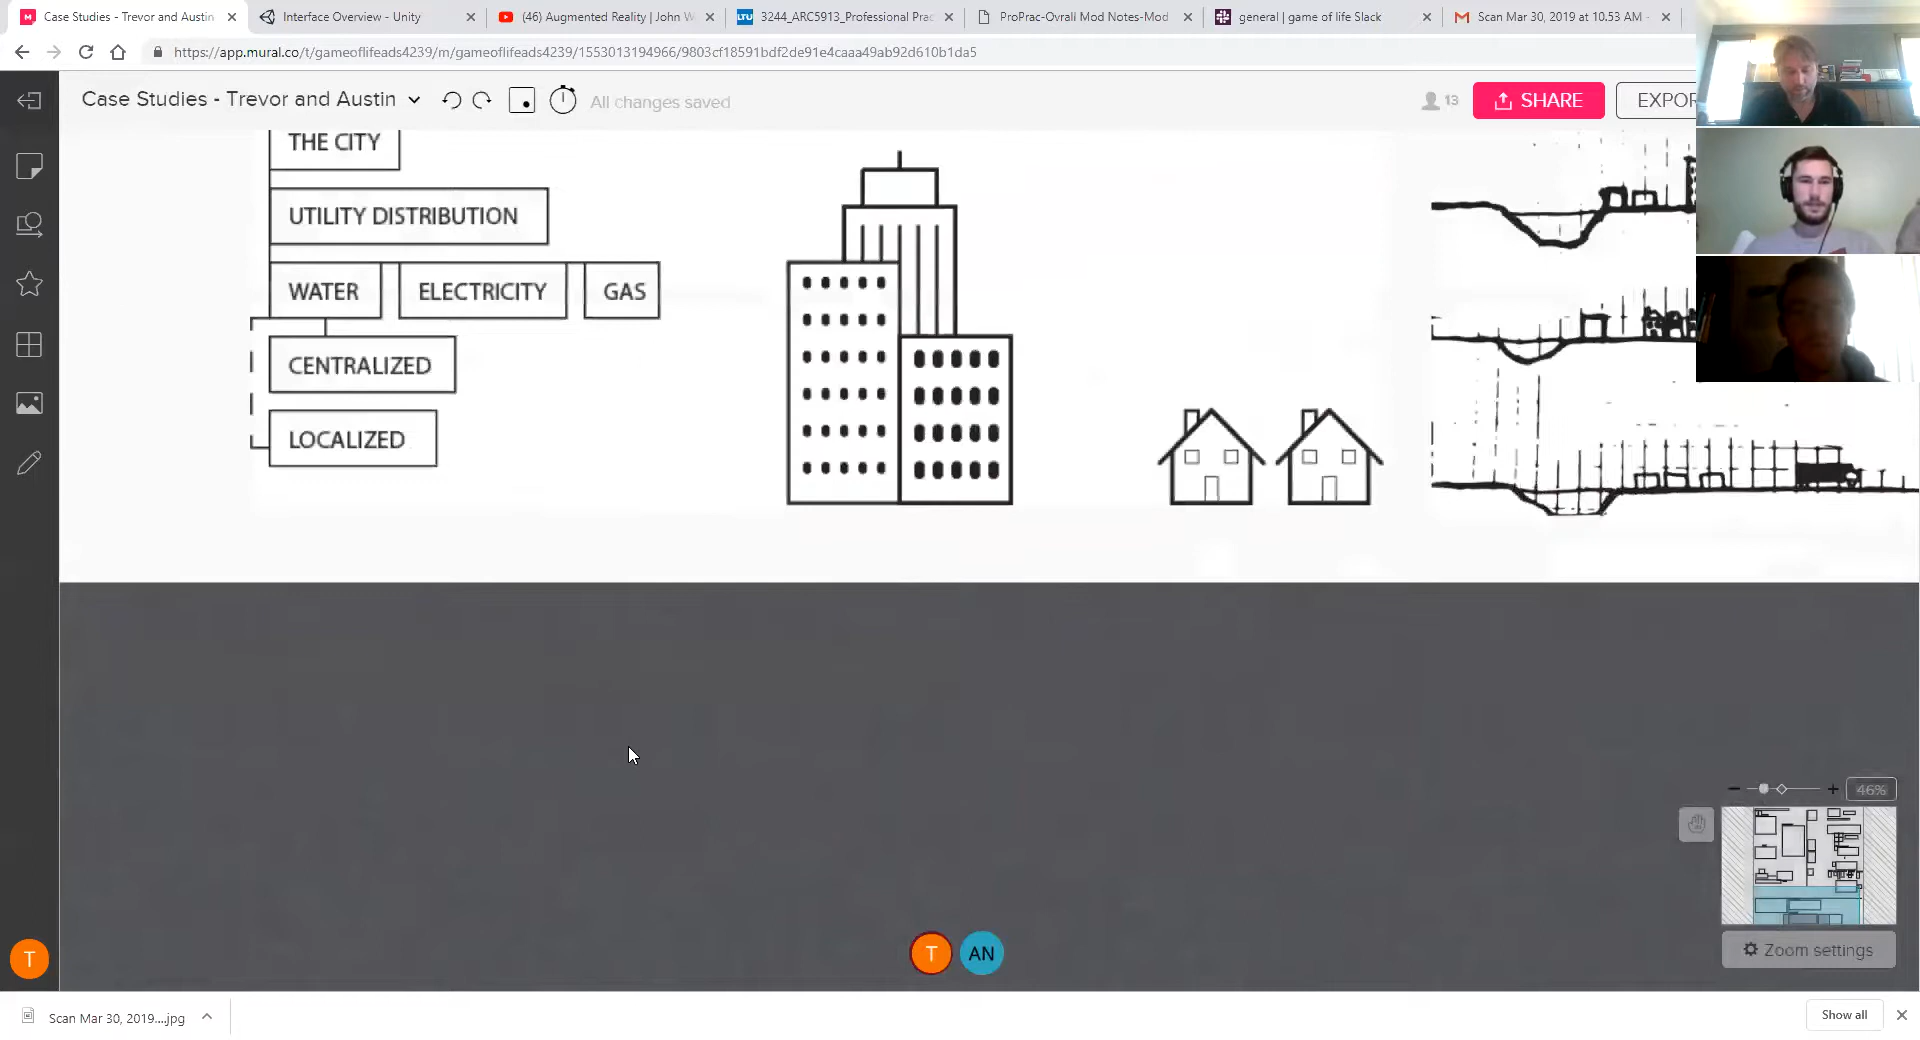 Case Studies - Trevor and Austin
Interface Overview - Unity
(46) Augmented Reality | John W
LTU
3244_ARC5913_Professional Prac
ProPrac-Ovrall Mod Notes-Mod
general | game of life Slack
Scan Mar 30, 2019 at 10.53 AM -
https://app.mural.co/t/gameoflifeads4239/m/gameoflifeads4239/1553013194966/9803cf18591bdf2de91e4caaa49ab92d610b1da5
Case Studies - Trevor and Austin
All changes saved
13
SHARE
EXPOR
THE CITY
UTILITY DISTRIBUTION
WATER
ELECTRICITY
GAS
CENTRALIZED
LOCALIZED
46%
Zoom settings
T
T
AN
Scan Mar 30, 2019....jpg
Show all